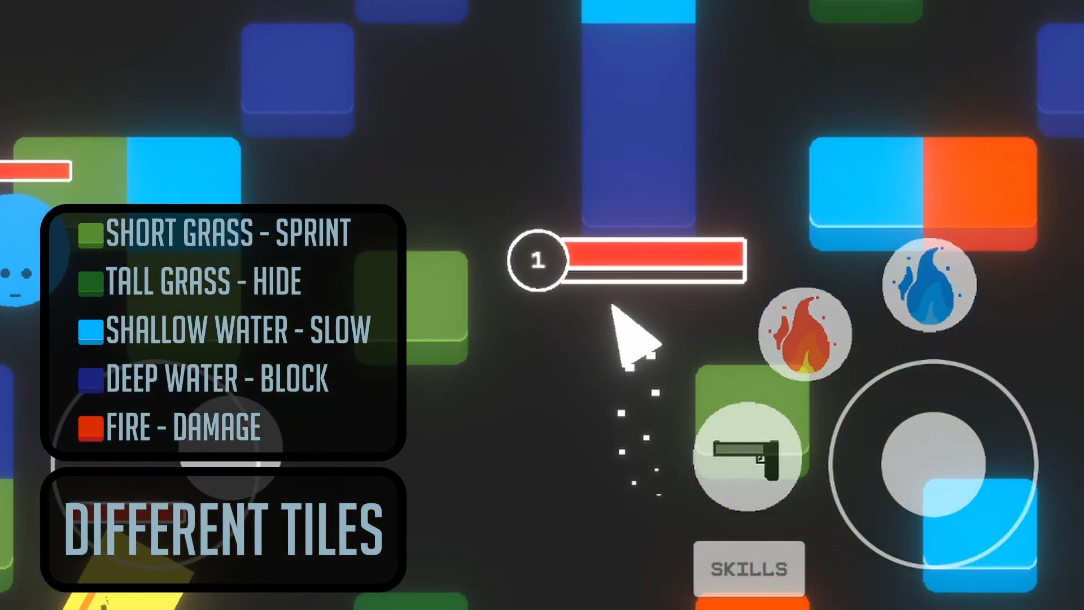 SHORT GRASS - SPRINT
TALL GRASS - HIDE
SHALLOW WATER - SLOW
DEEP WATER - BLOCK
FIRE - DAMAGE
DIFFERENT TILES
1
SKILLS